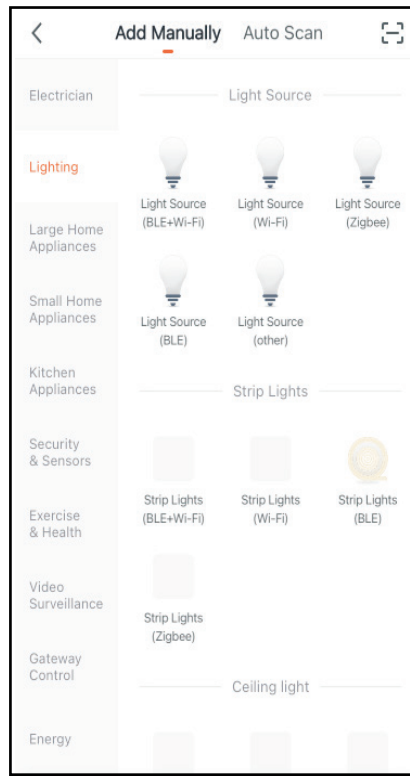 Add Manually Auto Scan
Electrician
Lighting
Large Home
Appliances
Small Home
Appliances
Kitchen
Appliances
Security
& Sensors
Exercise
& Health
Video
Surveillance
Gateway
Control
Energy
Light Source
Light Source Light Source Light Source
(BLE+Wi-Fi) (Wi-Fi) (Zigbee)
Light Source Light Source
(BLE) (other)
Strip Lights
Strip Lights Strip Lights Strip Lights
(BLE+Wi-Fi) (Wi-Fi) (BLE)
Strip Lights
(Zigbee)
Ceiling light